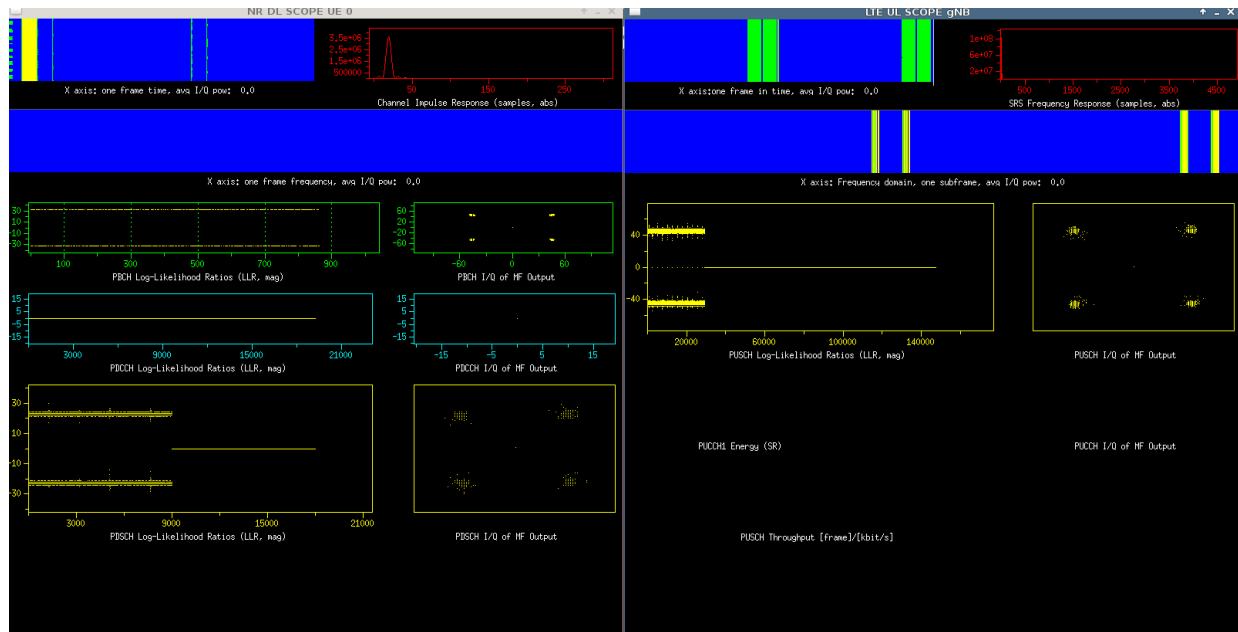 NR DL SCOPE UE 0
3.5e+06
2.5e+06
1.5e+06
500000
50 150 250
X axis: one frame time, avg I/Q pow: 0.0
Channel Impulse Response (samples, abs)
X axis: one frame frequency, avg I/Q pow: 0.0
30
10
-10
-30
100 300 500 700 900
PBCH Log-Likelihood Ratios (LLR, mag)
60
20
-20
-60
-60 0 60
PBCH I/Q of MF Output
15
5
-5
-15
3000 9000 15000 21000
PDCCH Log-Likelihood Ratios (LLR, mag)
15
5
-5
-15
-15 -5 5 15
PDCCH I/Q of MF Output
30
10
-10
-30
3000 9000 15000 21000
PDSCH Log-Likelihood Ratios (LLR, mag)
PDSCH I/Q of MF Output
LTE UL SCOPE gNB
1e+08
6e+07
2e+07
500 1500 2500 3500 4500
X axis:one frame in time, avg I/Q pow: 0.0
SRS Frequency Response (samples, abs)
X axis: Frequency domain, one subframe, avg I/Q pow: 0.0
40
0
-40
20000 60000 100000 140000
PUSCH Log-Likelihood Ratios (LLR, mag)
PUSCH I/Q of MF Output
PUCCH1 Energy (SR)
PUCCH I/Q of MF Output
PUSCH Throughput [frame]/[kbit/s]